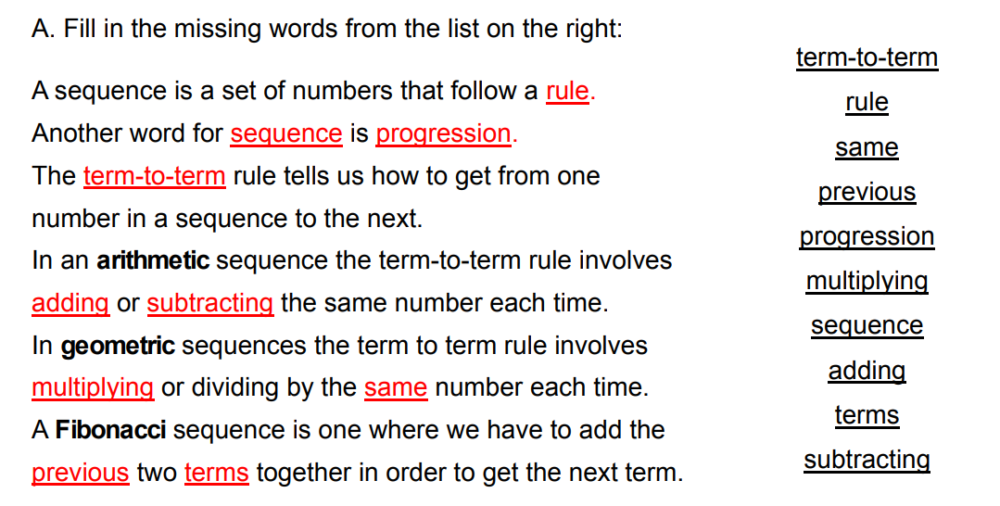 A. Fill in the missing words from the list on the right:
A sequence is a set of numbers that follow a rule.
Another word for sequence is progression.
The term-to-term rule tells us how to get from one
number in a sequence to the next.
In an arithmetic sequence the term-to-term rule involves
adding or subtracting the same number each time.
In geometric sequences the term to term rule involves
multiplying or dividing by the same number each time.
A Fibonacci sequence is one where we have to add the
previous two terms together in order to get the next term.
term-to-term
rule
same
previous
progression
multiplying
sequence
adding
terms
subtracting